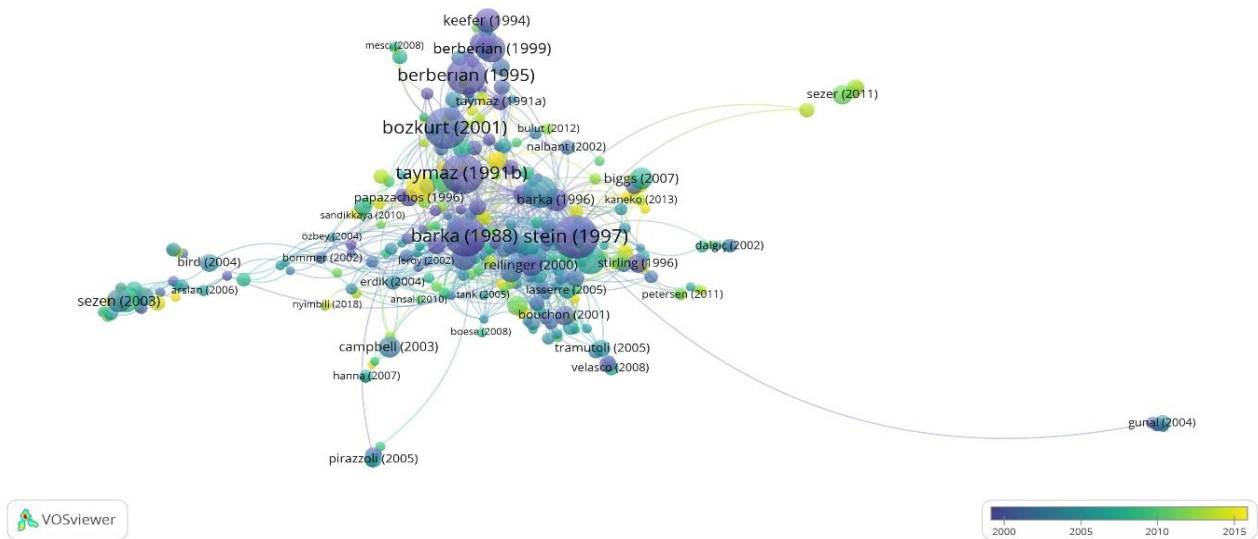 keefer (1994)
mesci (2008)
berberian (1999)
berberian (1995)
sezer (2011)
taymaz (1991a)
bozkurt (2001)
bulut (2012)
nalbant (2002)
taymaz (1991b)
biggs (2007)
papazachos (1996)
barka (1996)
kaneko (2013)
sandikkaya (2010)
özbey (2004)
barka (1988)
stein (1997)
dalgiç (2002)
bommer (2002)
leroy (2002)
bird (2004)
reilinger (2000)
stirling (1996)
erdik (2004)
arslan (2006)
lasserre (2005)
tank (2005)
petersen (2011)
sezen (2003)
nyimbili (2018)
ansal (2010)
bouchon (2001)
boese (2008)
campbell (2003)
tramutoli (2005)
velasco (2008)
hanna (2007)
gunal (2004)
pirazzoli (2005)
VOSviewer
2000 2005 2010 2015